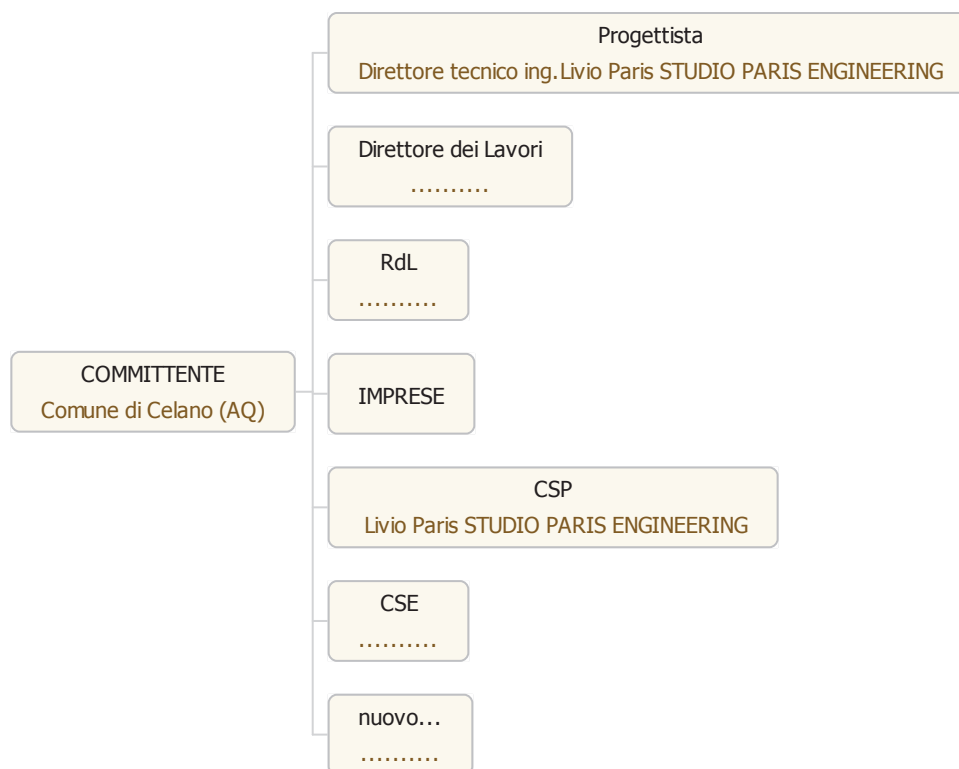 Progettista
Direttore tecnico ing.Livio Paris STUDIO PARIS ENGINEERING
Direttore dei Lavori
..........
RdL
..........
COMMITTENTE
Comune di Celano (AQ)
IMPRESE
CSP
Livio Paris STUDIO PARIS ENGINEERING
CSE
..........
nuovo...
..........